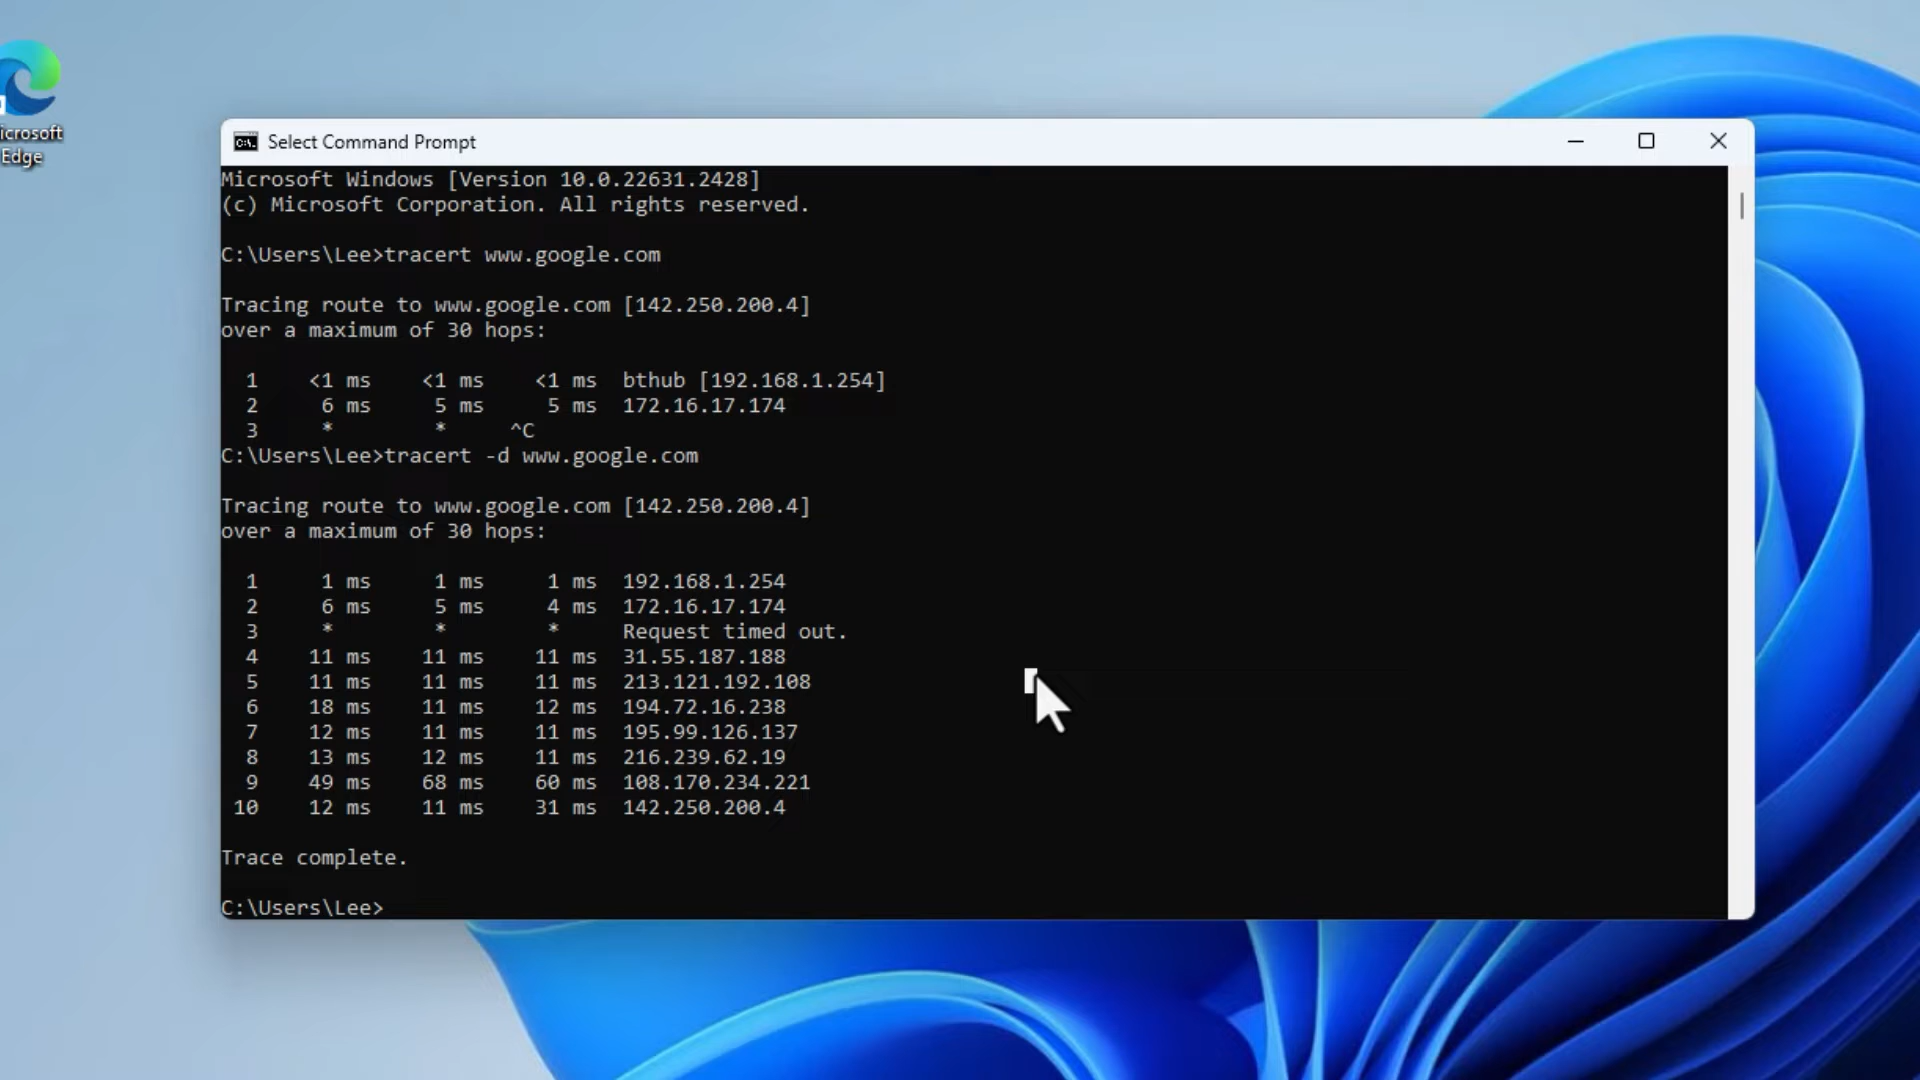 icrosoft
Edge
Select Command Prompt
Microsoft Windows [Version 10.0.22631.2428]
(c) Microsoft Corporation. All rights reserved.
C:\Users\Lee>tracert www.google.com
Tracing route to www.google.com [142.250.200.4]
over a maximum of 30 hops:
1 <1 ms <1 ms <1 ms bthub [192.168.1.254]
2 6 ms 5 ms 5 ms 172.16.17.174
3 * * ^C
C:\Users\Lee>tracert -d www.google.com
Tracing route to www.google.com [142.250.200.4]
over a maximum of 30 hops:
1 1 ms 1 ms 1 ms 192.168.1.254
2 6 ms 5 ms 4 ms 172.16.17.174
3 * * * Request timed out.
4 11 ms 11 ms 11 ms 31.55.187.188
5 11 ms 11 ms 11 ms 213.121.192.108
6 18 ms 11 ms 12 ms 194.72.16.238
7 12 ms 11 ms 11 ms 195.99.126.137
8 13 ms 12 ms 11 ms 216.239.62.19
9 49 ms 68 ms 60 ms 108.170.234.221
10 12 ms 11 ms 31 ms 142.250.200.4
Trace complete.
C:\Users\Lee>